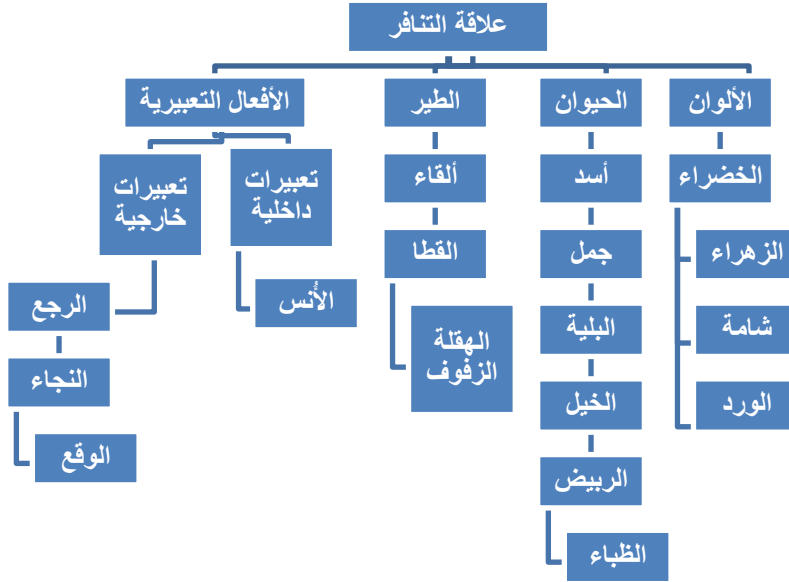 علاقة التنافر
الألوان
الحيوان
الطير
الأفعال التعبيرية
الخضراء
الزهراء
شامة
الورد
أسد
جمل
البلية
الخيل
الربيض
الظباء
ألقاء
القطا
الهقلة
الزفوف
تعبيرات
داخلية
الأُنس
تعبيرات
خارجية
الرجع
النجاء
الوقع